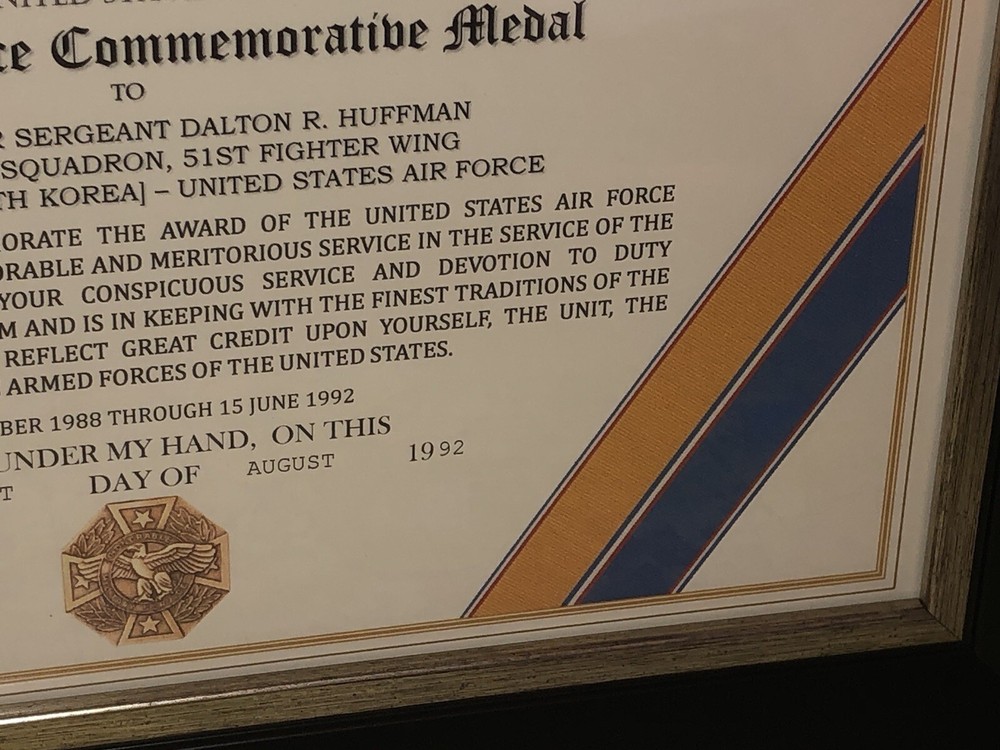 ce Commemorative Medal
TO
R SERGEANT DALTON R. HUFFMAN
SQUADRON, 51ST FIGHTER WING
TH KOREA] – UNITED STATES AIR FORCE
ORATE THE AWARD OF THE UNITED STATES AIR FORCE
ORABLE AND MERITORIOUS SERVICE IN THE SERVICE OF THE
YOUR CONSPICUOUS SERVICE AND DEVOTION TO DUTY
M AND IS IN KEEPING WITH THE FINEST TRADITIONS OF THE
REFLECT GREAT CREDIT UPON YOURSELF, THE UNIT, THE
ARMED FORCES OF THE UNITED STATES.
BER 1988 THROUGH 15 JUNE 1992
UNDER MY HAND, ON THIS
T DAY OF AUGUST 1992